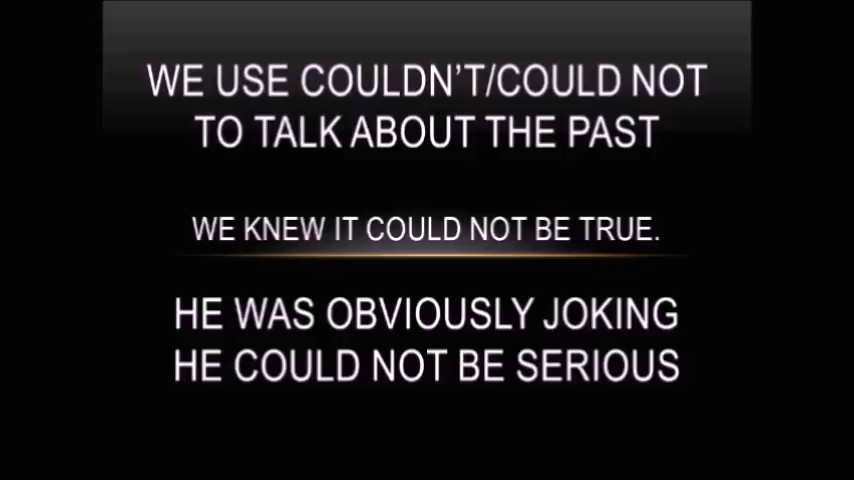 WE USE COULDN'T/COULD NOT
TO TALK ABOUT THE PAST
WE KNEW IT COULD NOT BE TRUE.
HE WAS OBVIOUSLY JOKING
HE COULD NOT BE SERIOUS